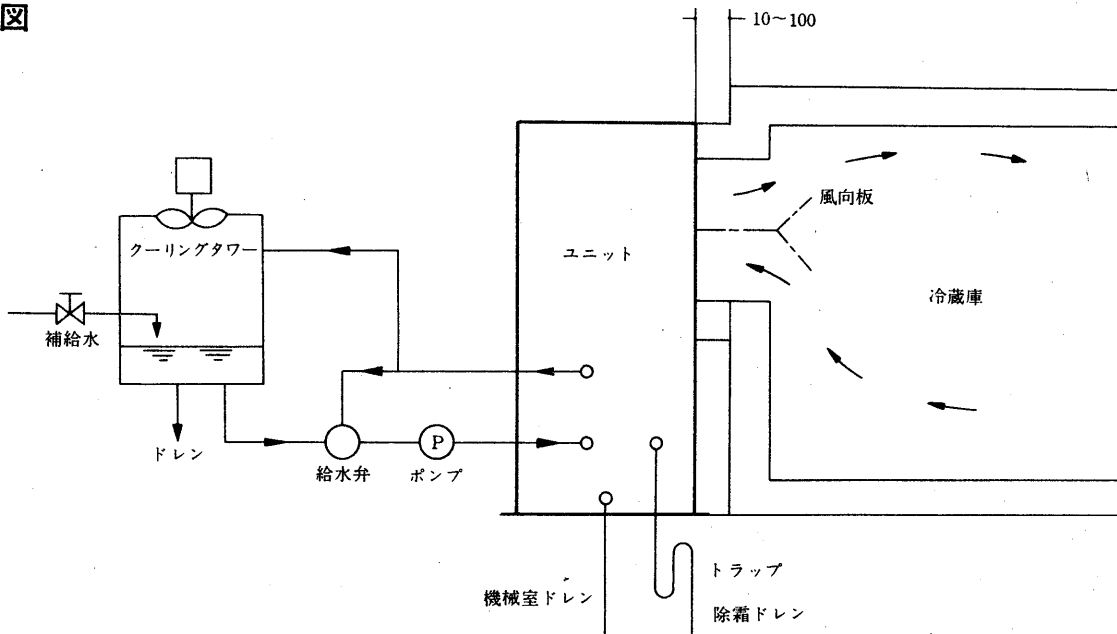 図
10~100
風向板
クーリングタワー
ユニット
冷蔵庫
補給水
ドレン
給水弁
P
ポンプ
トラップ
機械室ドレン
除霜ドレン